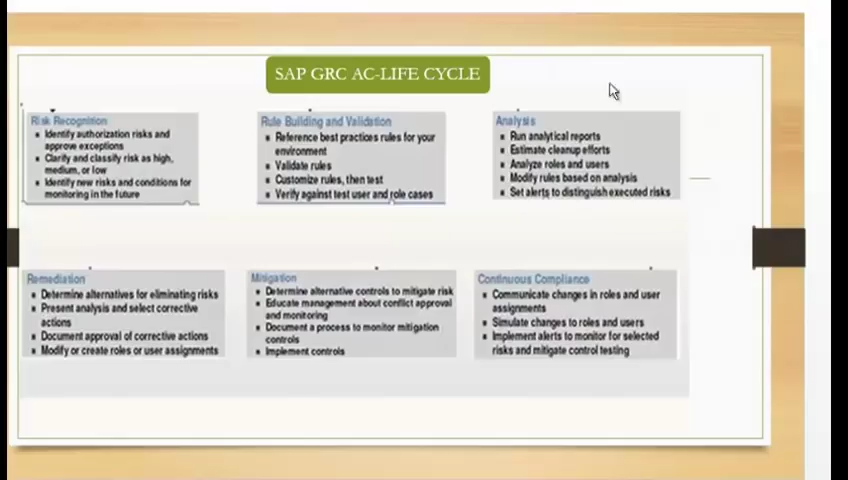 SAP GRC AC-LIFE CYCLE
Risk Recognition
Identify authorization risks and
approve exceptions
Clarify and classify risk as high,
medium, or low
Identify new risks and conditions for
monitoring in the future
Rule Building and Validation
Reference best practices rules for your
environment
Validate rules
Customize rules, then test
Verify against test user and role cases
Analysis
Run analytical reports
Estimate cleanup efforts
Analyze roles and users
Modify rules based on analysis
Set alerts to distinguish executed risks
Remediation
Determine alternatives for eliminating risks
Present analysis and select corrective
actions
Document approval of corrective actions
Modify or create roles or user assignments
Mitigation
Determine alternative controls to mitigate risk
Educate management about conflict approval
and monitoring
Document a process to monitor mitigation
controls
Implement controls
Continuous Compliance
Communicate changes in roles and user
assignments
Simulate changes to roles and users
Implement alerts to monitor for selected
risks and mitigate control testing